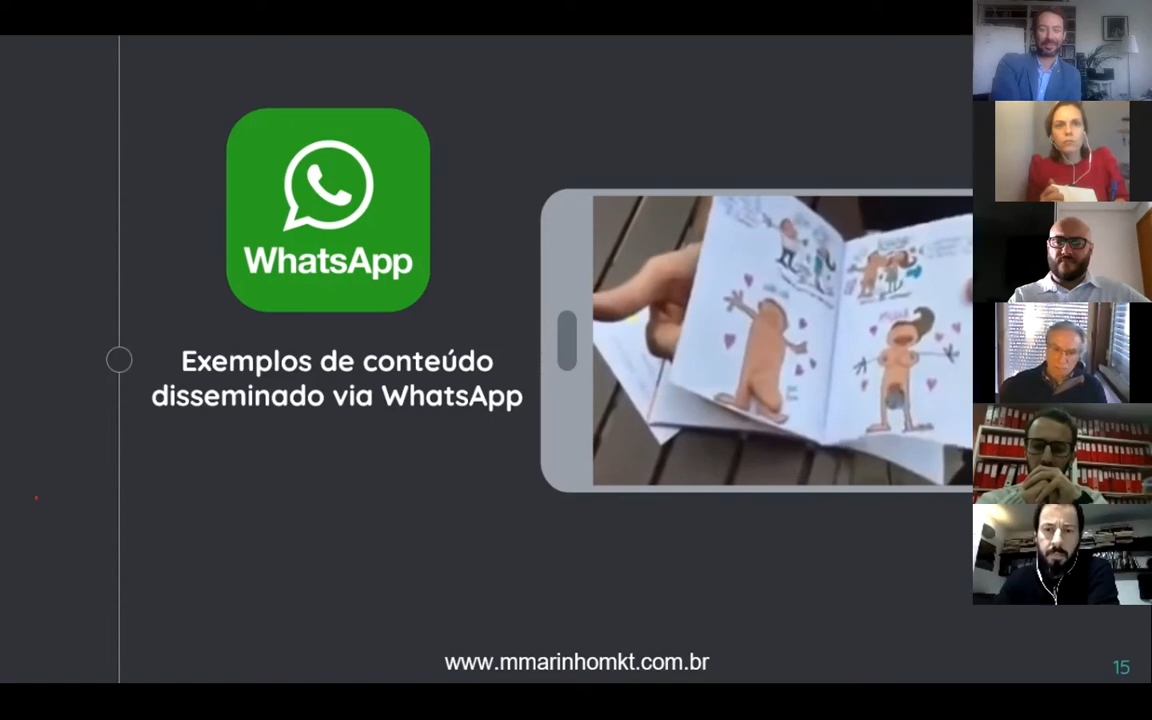 WhatsApp
Exemplos de conteúdo
disseminado via WhatsApp
www.mmarinhomkt.com.br
15